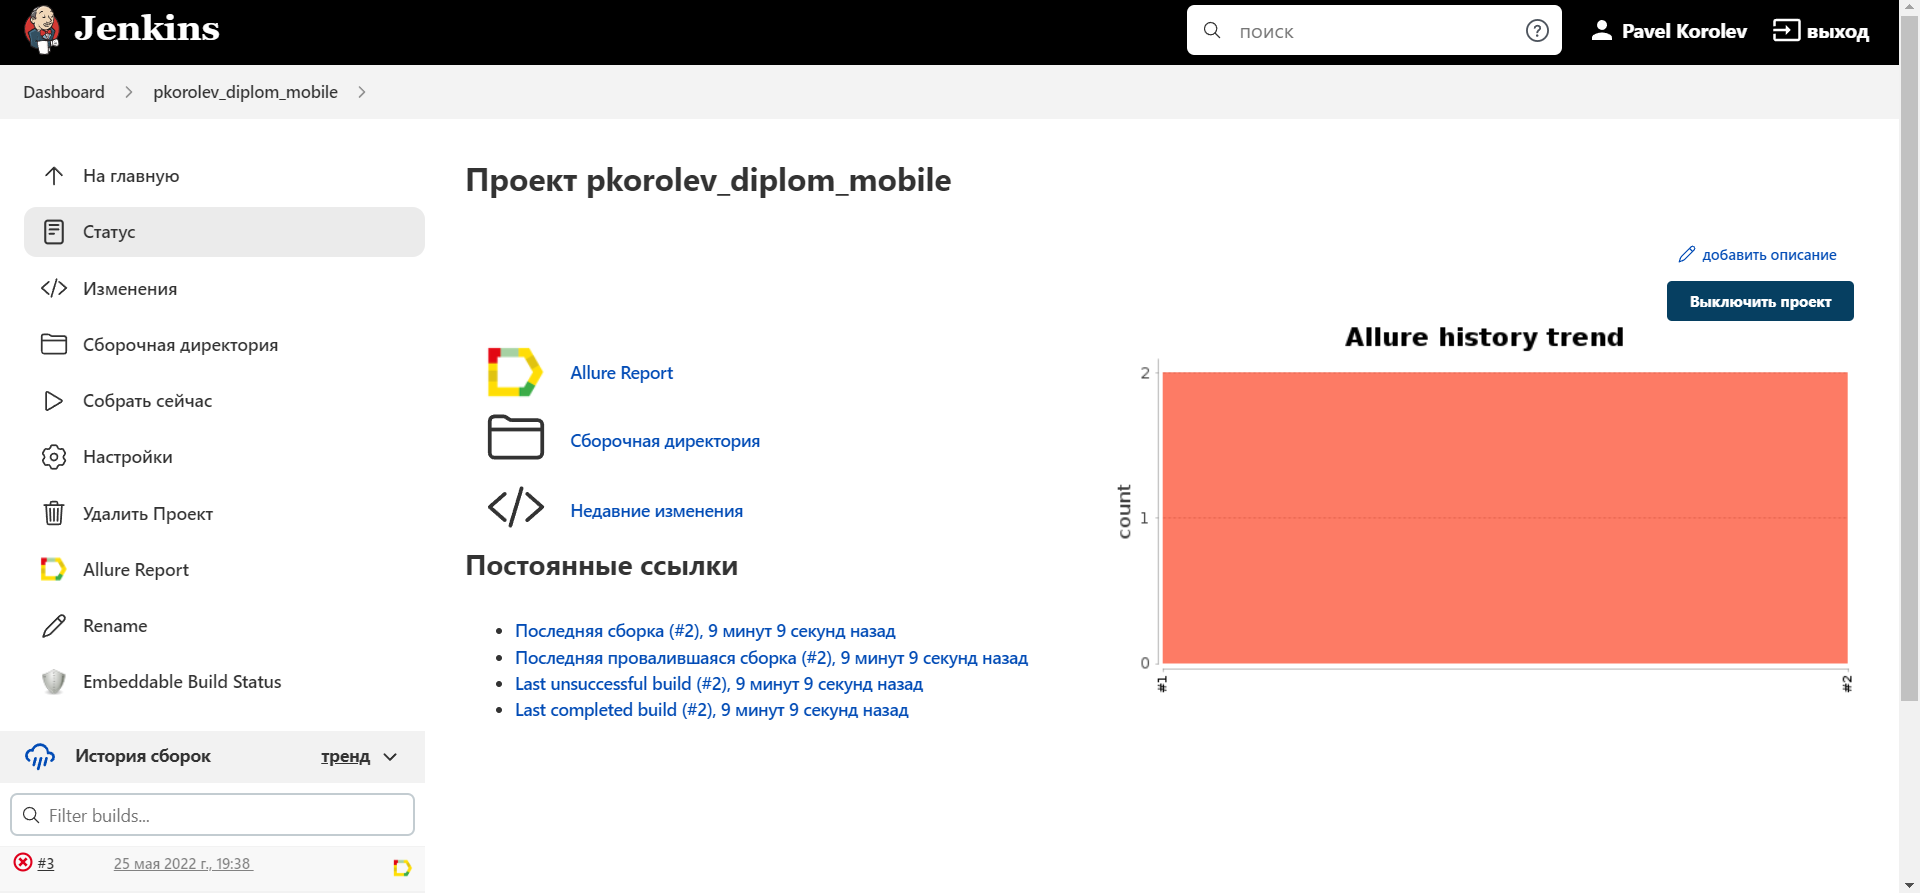 Jenkins
поиск
Pavel Korolev
выход
Dashboard
pkorolev_diplom_mobile
На главную
Статус
Изменения
Сборочная директория
Собрать сейчас
Настройки
Удалить Проект
Allure Report
Rename
Embeddable Build Status
История сборок
тренд
Filter builds...
#3
25 мая 2022 г., 19:38
Проект pkorolev_diplom_mobile
добавить описание
Выключить проект
Allure Report
Сборочная директория
Недавние изменения
Постоянные ссылки
Последняя сборка (#2), 9 минут 9 секунд назад
Последняя провалившаяся сборка (#2), 9 минут 9 секунд назад
Last unsuccessful build (#2), 9 минут 9 секунд назад
Last completed build (#2), 9 минут 9 секунд назад
Allure history trend
2
1
0
count
#1
#2